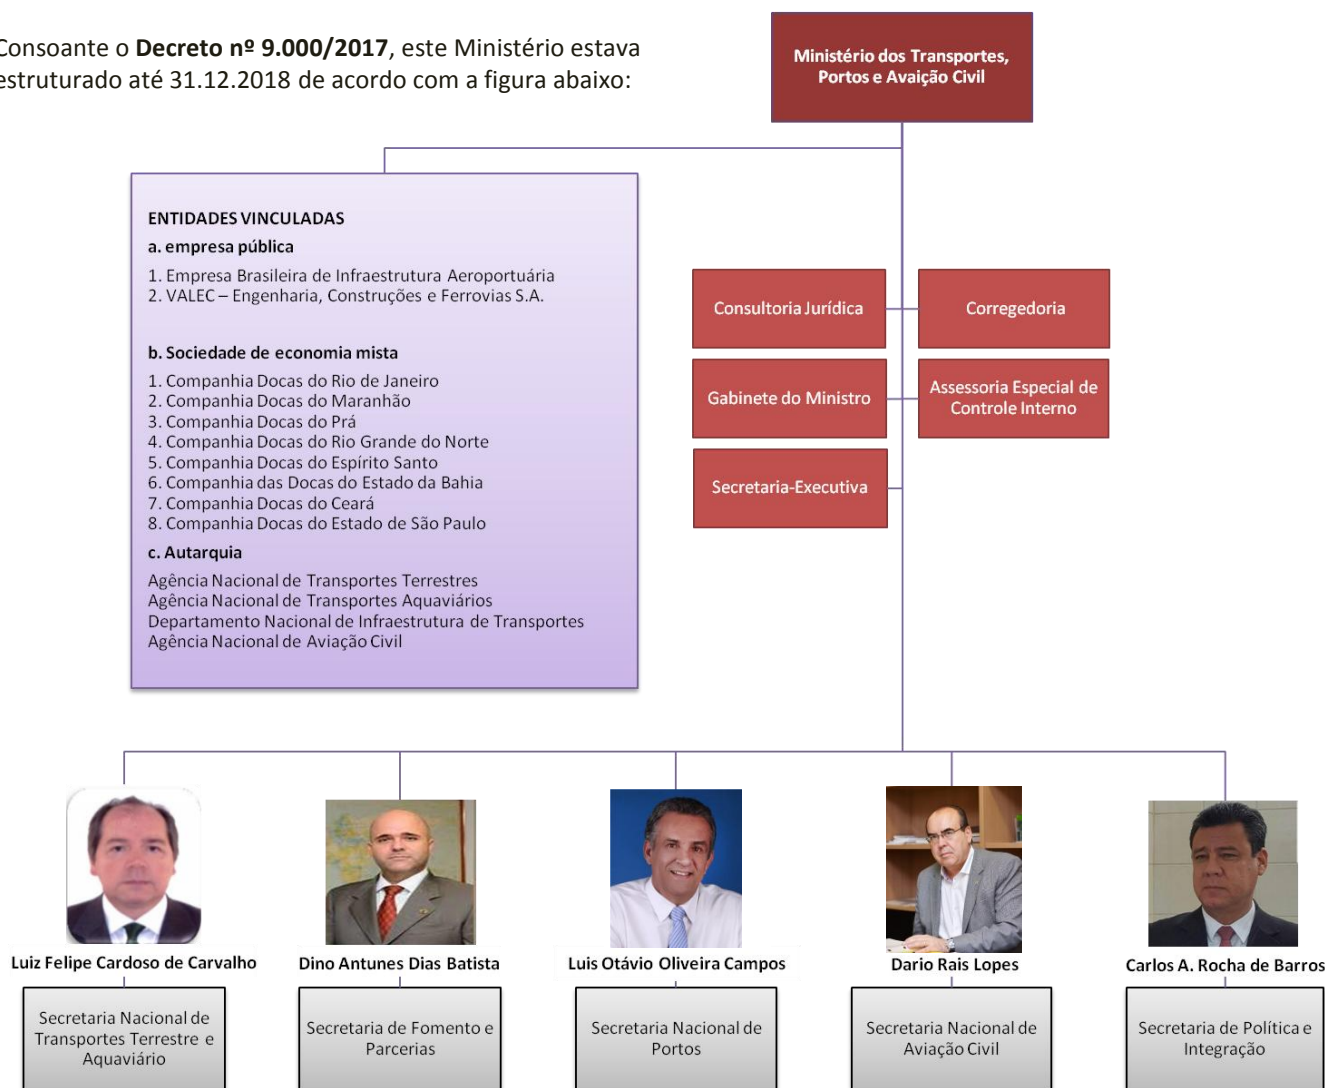 Consoante o Decreto nº 9.000/2017, este Ministério estava
estruturado até 31.12.2018 de acordo com a figura abaixo:
Ministério dos Transportes,
Portos e Avaição Civil
ENTIDADES VINCULADAS
a. empresa pública
1. Empresa Brasileira de Infraestrutura Aeroportuária
2. VALEC – Engenharia, Construções e Ferrovias S.A.
b. Sociedade de economia mista
1. Companhia Docas do Rio de Janeiro
2. Companhia Docas do Maranhão
3. Companhia Docas do Prá
4. Companhia Docas do Rio Grande do Norte
5. Companhia Docas do Espírito Santo
6. Companhia das Docas do Estado da Bahia
7. Companhia Docas do Ceará
8. Companhia Docas do Estado de São Paulo
c. Autarquia
Agência Nacional de Transportes Terrestres
Agência Nacional de Transportes Aquaviários
Departamento Nacional de Infraestrutura de Transportes
Agência Nacional de Aviação Civil
Consultoria Jurídica
Corregedoria
Gabinete do Ministro
Assessoria Especial de
Controle Interno
Secretaria-Executiva
Luiz Felipe Cardoso de Carvalho
Dino Antunes Dias Batista
Luis Otávio Oliveira Campos
Dario Rais Lopes
Carlos A. Rocha de Barros
Secretaria Nacional de
Transportes Terrestre e
Aquaviário
Secretaria de Fomento e
Parcerias
Secretaria Nacional de
Portos
Secretaria Nacional de
Aviação Civil
Secretaria de Política e
Integração